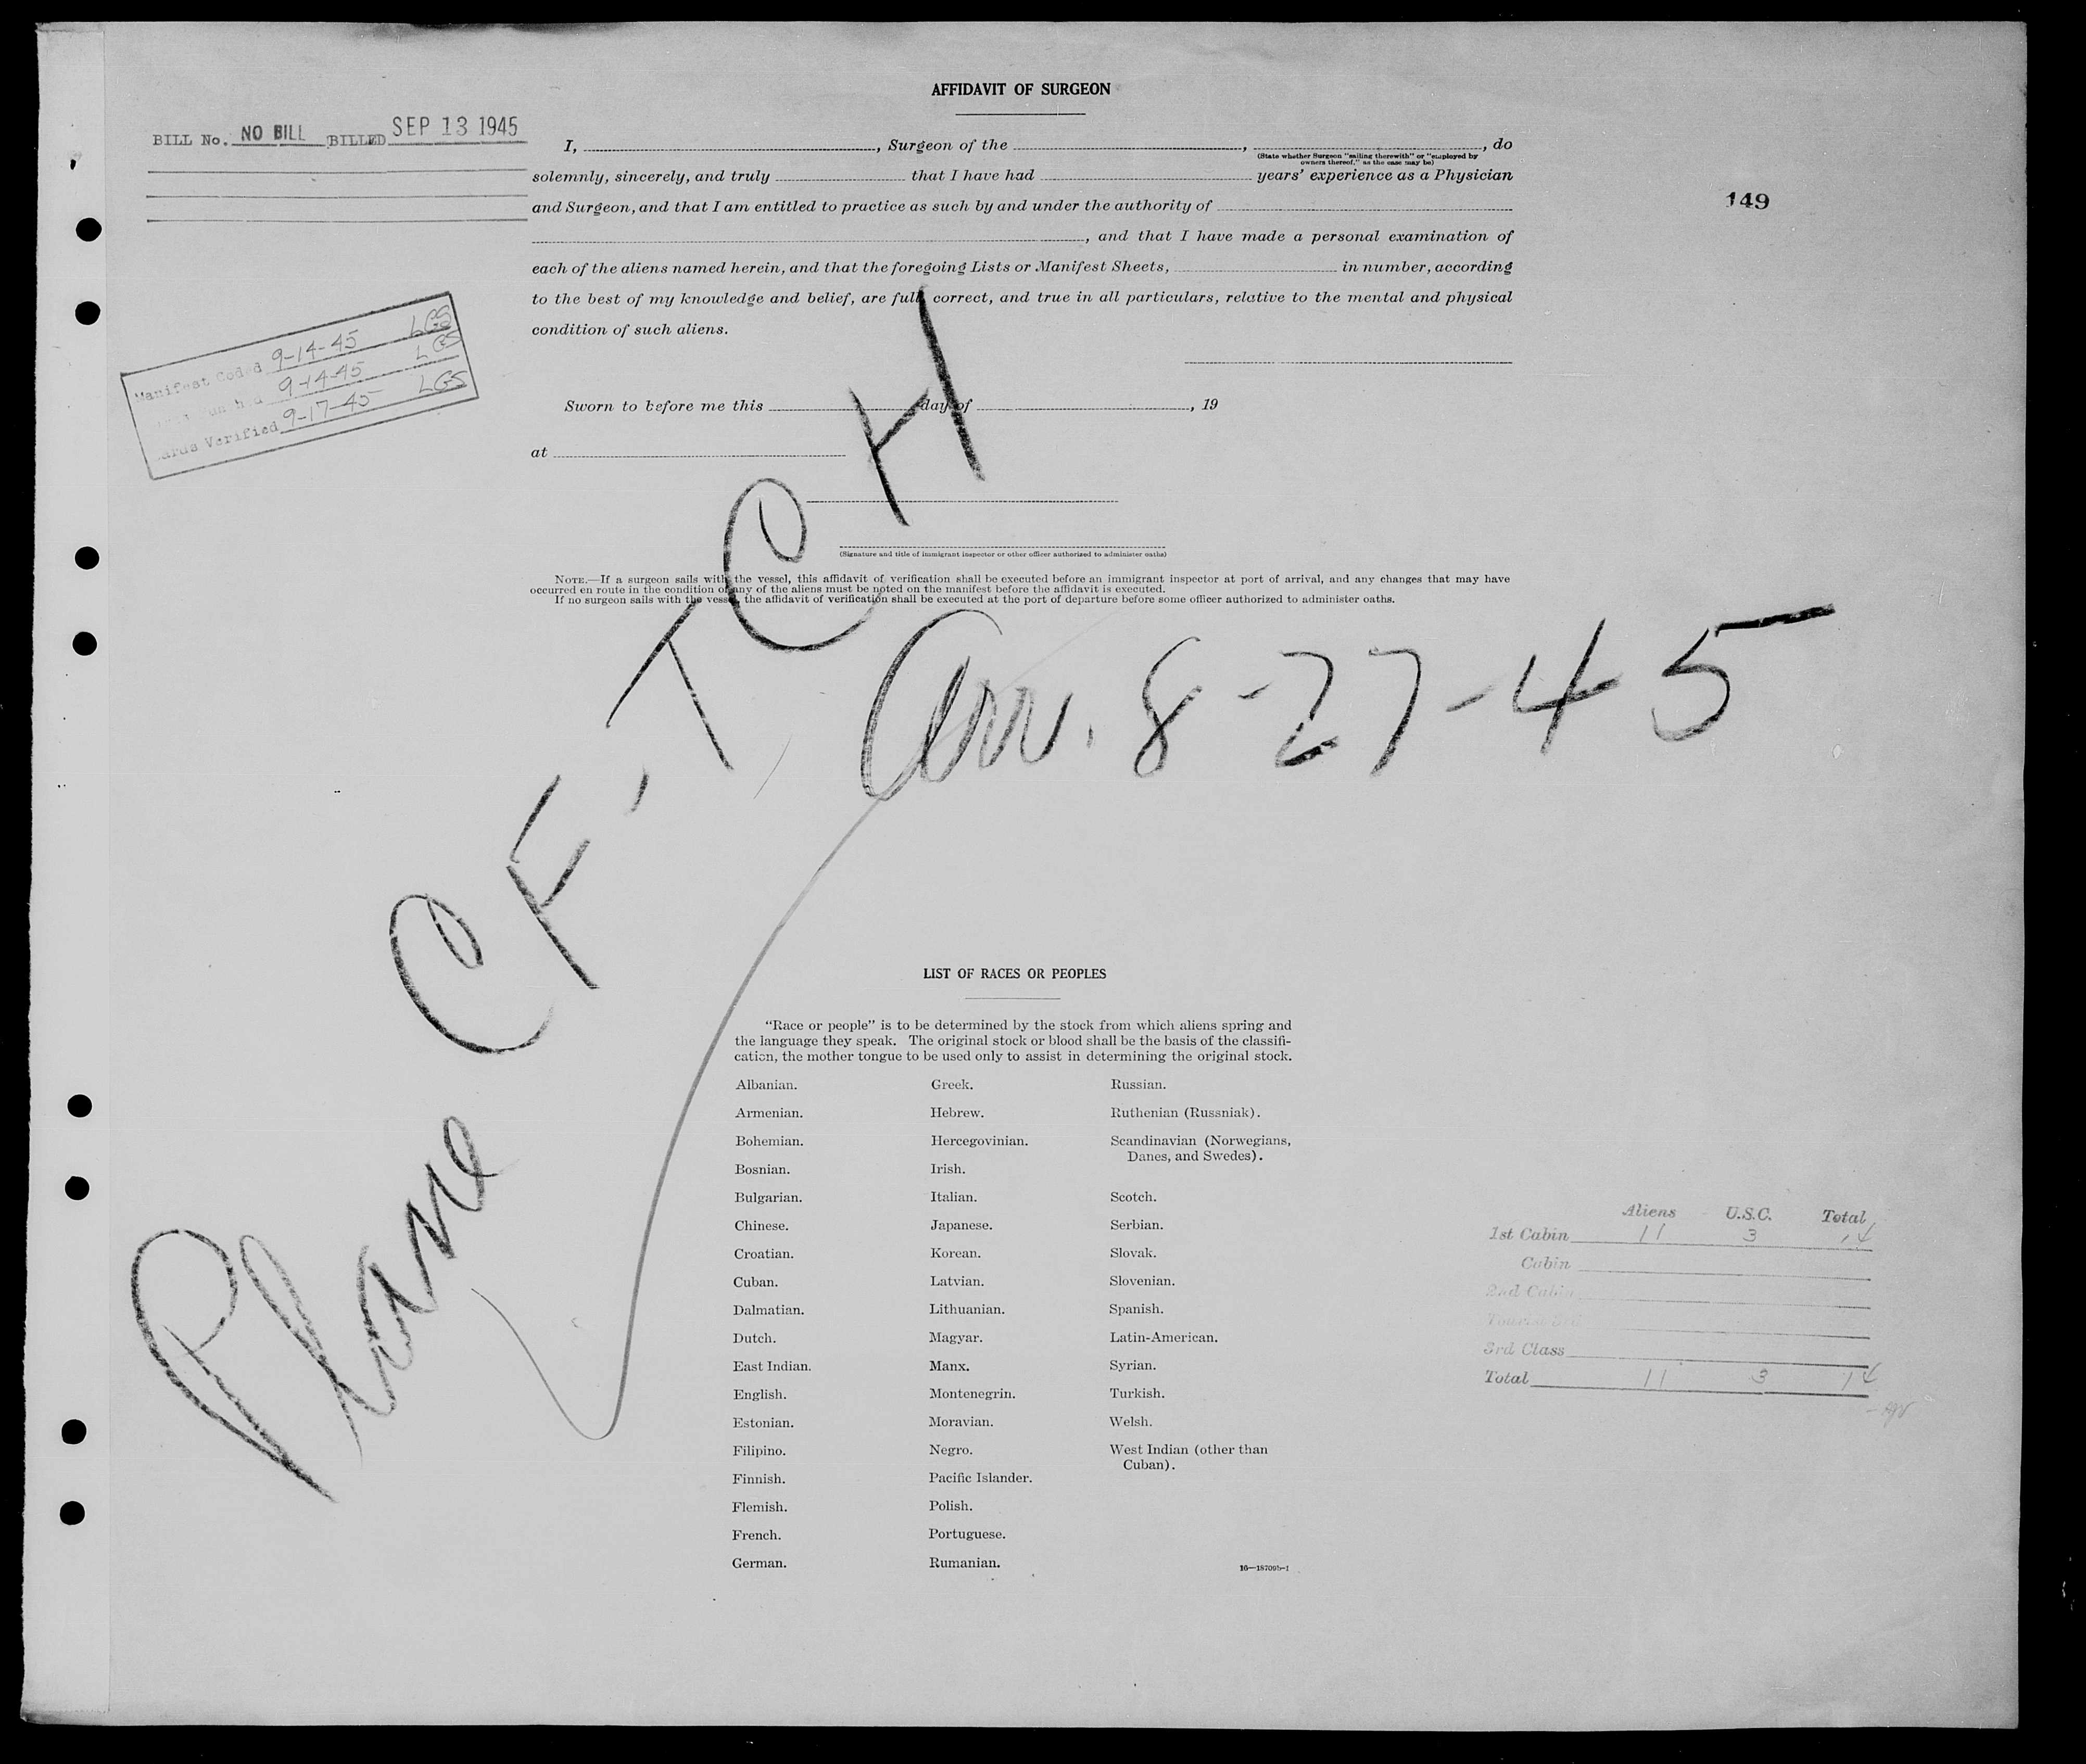 AFFIDAVIT OF SURGEON
BILL No. NO BILL BILLED SEP 13 1945
I, , Surgeon of the , , do
(State whether Surgeon "sailing therewith" or "employed by
owners thereof," as the case may be)
solemnly, sincerely, and truly that I have had years' experience as a Physician
and Surgeon, and that I am entitled to practice as such by and under the authority of
149
, and that I have made a personal examination of
each of the aliens named herein, and that the foregoing Lists or Manifest Sheets, in number, according
to the best of my knowledge and belief, are full, correct, and true in all particulars, relative to the mental and physical
condition of such aliens.
Manifest Coded 9-14-45 LGS
9-14-45 LGS
Cards Verified 9-17-45 LGS
Sworn to before me this day of , 19
at
(Signature and title of immigrant inspector or other officer authorized to administer oaths)
NOTE.—If a surgeon sails with the vessel, this affidavit of verification shall be executed before an immigrant inspector at port of arrival, and any changes that may have
occurred en route in the condition of any of the aliens must be noted on the manifest before the affidavit is executed.
If no surgeon sails with the vessel, the affidavit of verification shall be executed at the port of departure before some officer authorized to administer oaths.
Plane CF-TCH
Arr. 8-27-45
LIST OF RACES OR PEOPLES
"Race or people" is to be determined by the stock from which aliens spring and
the language they speak. The original stock or blood shall be the basis of the classifi-
cation, the mother tongue to be used only to assist in determining the original stock.
Albanian.
Armenian.
Bohemian.
Bosnian.
Bulgarian.
Chinese.
Croatian.
Cuban.
Dalmatian.
Dutch.
East Indian.
English.
Estonian.
Filipino.
Finnish.
Flemish.
French.
German.
Greek.
Hebrew.
Hercegovinian.
Irish.
Italian.
Japanese.
Korean.
Latvian.
Lithuanian.
Magyar.
Manx.
Montenegrin.
Moravian.
Negro.
Pacific Islander.
Polish.
Portuguese.
Rumanian.
Russian.
Ruthenian (Russniak).
Scandinavian (Norwegians,
Danes, and Swedes).
Scotch.
Serbian.
Slovak.
Slovenian.
Spanish.
Latin-American.
Syrian.
Turkish.
Welsh.
West Indian (other than
Cuban).
16—18709b-1
Aliens U.S.C. Total
1st Cabin 11 3 14
Cabin
2nd Cabin
3rd Class
Total 11 3 14